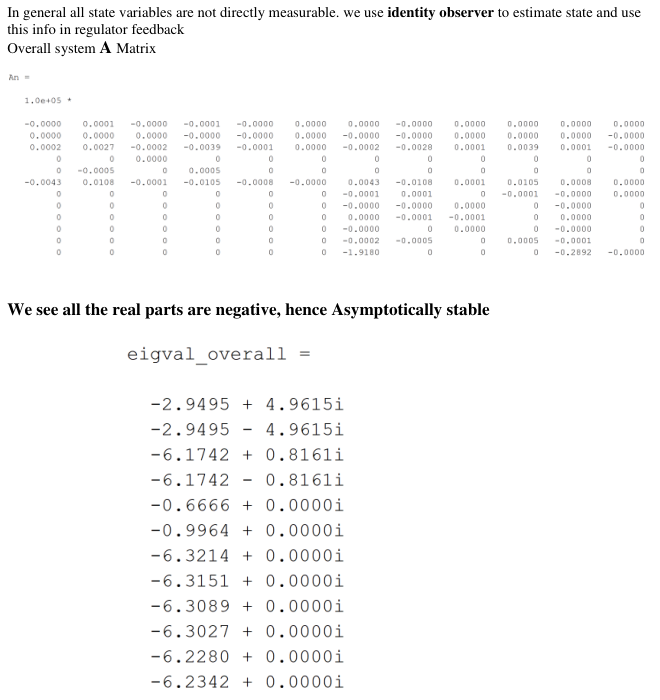 In general all state variables are not directly measurable. we use identity observer to estimate state and use
this info in regulator feedback
Overall system A Matrix
An =
1.0e+05 *
-0.0000 0.0001 -0.0000 -0.0001 -0.0000 0.0000 0.0000 -0.0000 0.0000 0.0000 0.0000 0.0000
0.0000 0.0000 0.0000 -0.0000 -0.0000 0.0000 -0.0000 -0.0000 0.0000 0.0000 0.0000 -0.0000
0.0002 0.0027 -0.0002 -0.0039 -0.0001 0.0000 -0.0002 -0.0028 0.0001 0.0039 0.0001 -0.0000
0 0 0.0000 0 0 0 0 0 0 0 0 0
0 -0.0005 0 0.0005 0 0 0 0 0 0 0 0
-0.0043 0.0108 -0.0001 -0.0105 -0.0008 -0.0000 0.0043 -0.0108 0.0001 0.0105 0.0008 0.0000
0 0 0 0 0 0 -0.0001 0.0001 0 -0.0001 -0.0000 0.0000
0 0 0 0 0 0 -0.0000 -0.0000 0.0000 0 -0.0000 0
0 0 0 0 0 0 0.0000 -0.0001 -0.0001 0 0.0000 0
0 0 0 0 0 0 -0.0000 0 0.0000 0 -0.0000 0
0 0 0 0 0 0 -0.0002 -0.0005 0 0.0005 -0.0001 0
0 0 0 0 0 0 -1.9180 0 0 0 -0.2892 -0.0000
We see all the real parts are negative, hence Asymptotically stable
eigval_overall =
-2.9495 + 4.9615i
-2.9495 - 4.9615i
-6.1742 + 0.8161i
-6.1742 - 0.8161i
-0.6666 + 0.0000i
-0.9964 + 0.0000i
-6.3214 + 0.0000i
-6.3151 + 0.0000i
-6.3089 + 0.0000i
-6.3027 + 0.0000i
-6.2280 + 0.0000i
-6.2342 + 0.0000i